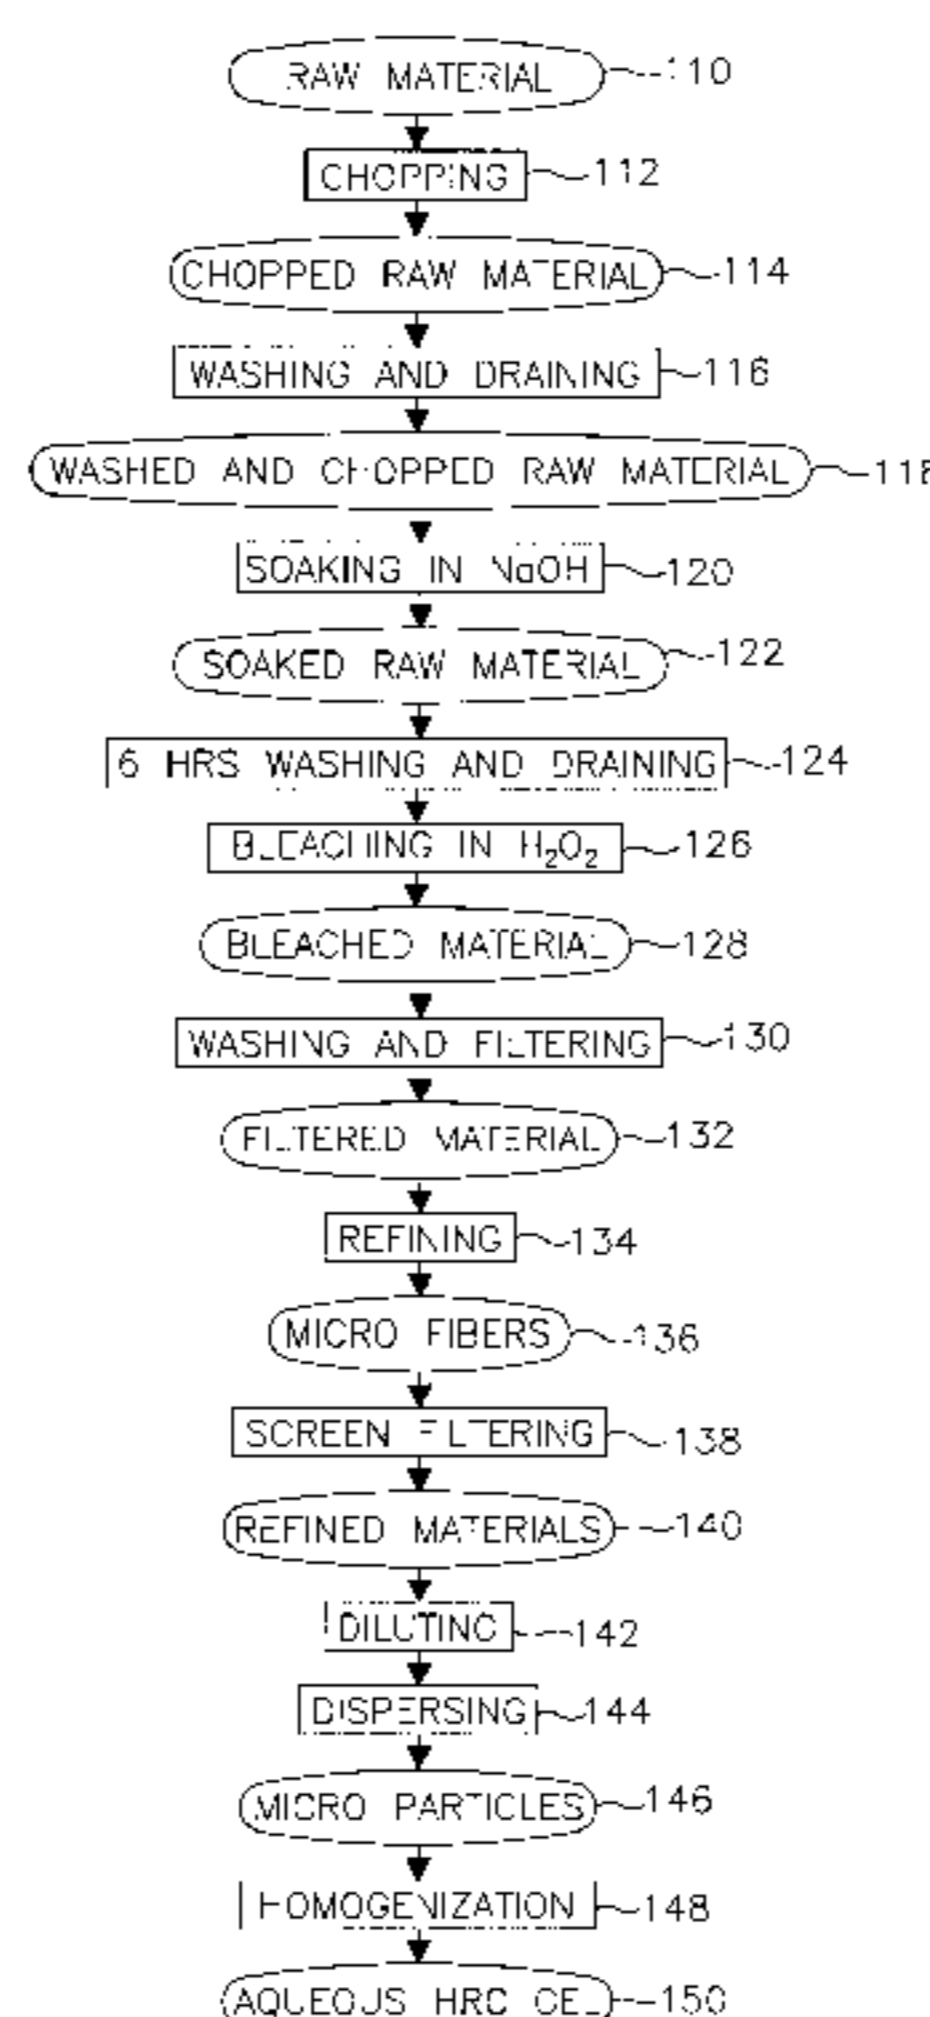 RAW MATERIAL 110
CHOPPING 112
CHOPPED RAW MATERIAL 114
WASHING AND DRAINING 116
WASHED AND CHOPPED RAW MATERIAL 118
SOAKING IN NaOH 120
SOAKED RAW MATERIAL 122
6 HRS WASHING AND DRAINING 124
BLEACHING IN H₂O₂ 126
BLEACHED MATERIAL 128
WASHING AND FILTERING 130
FILTERED MATERIAL 132
REFINING 134
MICRO FIBERS 136
SCREEN FILTERING 138
REFINED MATERIALS 140
DILUTING 142
DISPERSING 144
MICRO PARTICLES 146
HOMOGENIZATION 148
AQUEOUS HRC GEL 150